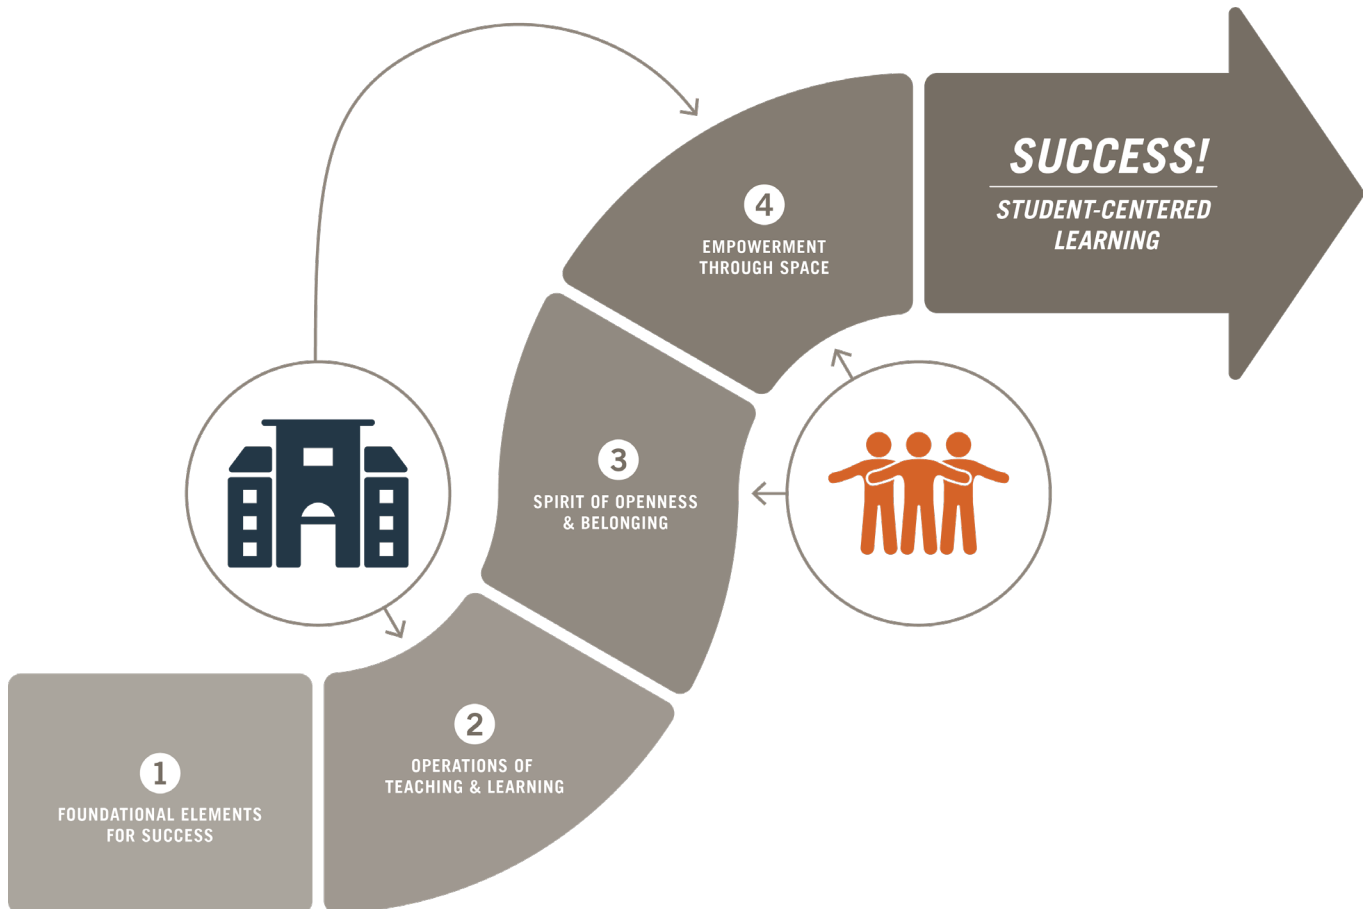 SUCCESS!
STUDENT-CENTERED
LEARNING
4
EMPOWERMENT
THROUGH SPACE
3
SPIRIT OF OPENNESS
& BELONGING
2
OPERATIONS OF
TEACHING & LEARNING
1
FOUNDATIONAL ELEMENTS
FOR SUCCESS